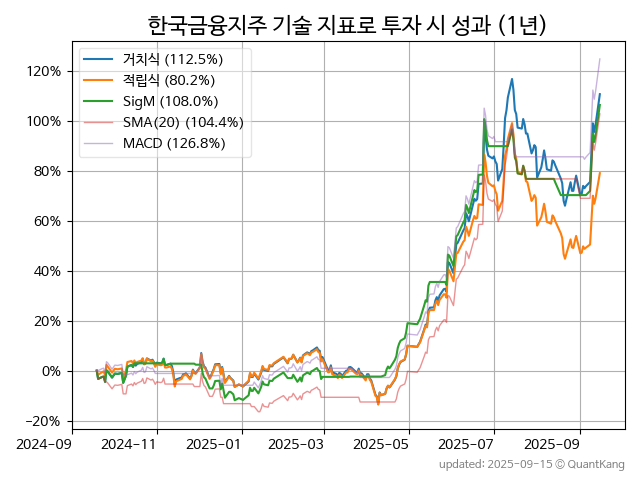 한국금융지주 기술 지표로 투자 시 성과 (1년)
거치식 (112.5%)
적립식 (80.2%)
SigM (108.0%)
SMA(20) (104.4%)
MACD (126.8%)
120%
100%
80%
60%
40%
20%
0%
−20%
2024-09 2024-11 2025-01 2025-03 2025-05 2025-07 2025-09
updated: 2025-09-15 © QuantKang